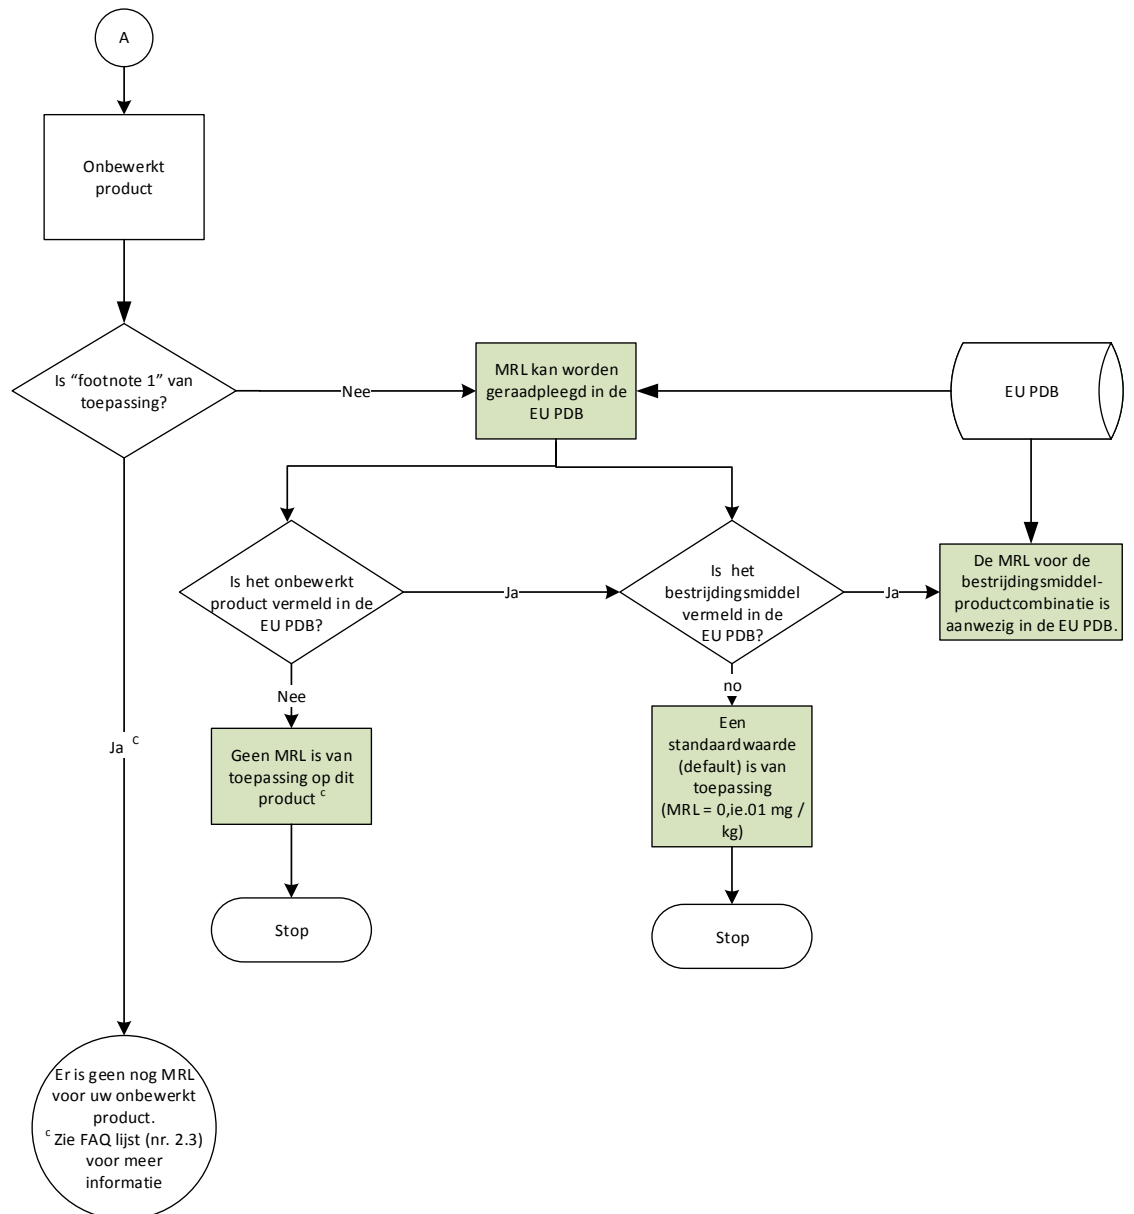 A
Onbewerkt
product
Is “footnote 1” van
toepassing?
Nee
MRL kan worden
geraadpleegd in de
EU PDB
EU PDB
Is het onbewerkt
product vermeld in de
EU PDB?
Ja
Is het
bestrijdingsmiddel
vermeld in de
EU PDB?
Ja
De MRL voor de
bestrijdingsmiddel-
productcombinatie is
aanwezig in de EU PDB.
Nee
no
Geen MRL is van
toepassing op dit
product c
Een
standaardwaarde
(default) is van
toepassing
(MRL = 0,ie.01 mg /
kg)
Ja c
Stop
Stop
Er is geen nog MRL
voor uw onbewerkt
product.
c Zie FAQ lijst (nr. 2.3)
voor meer
informatie